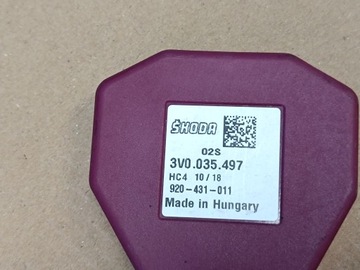 ŠKODA
02S
3V0.035.497
HC4 10/18
920-431-011
Made in Hungary